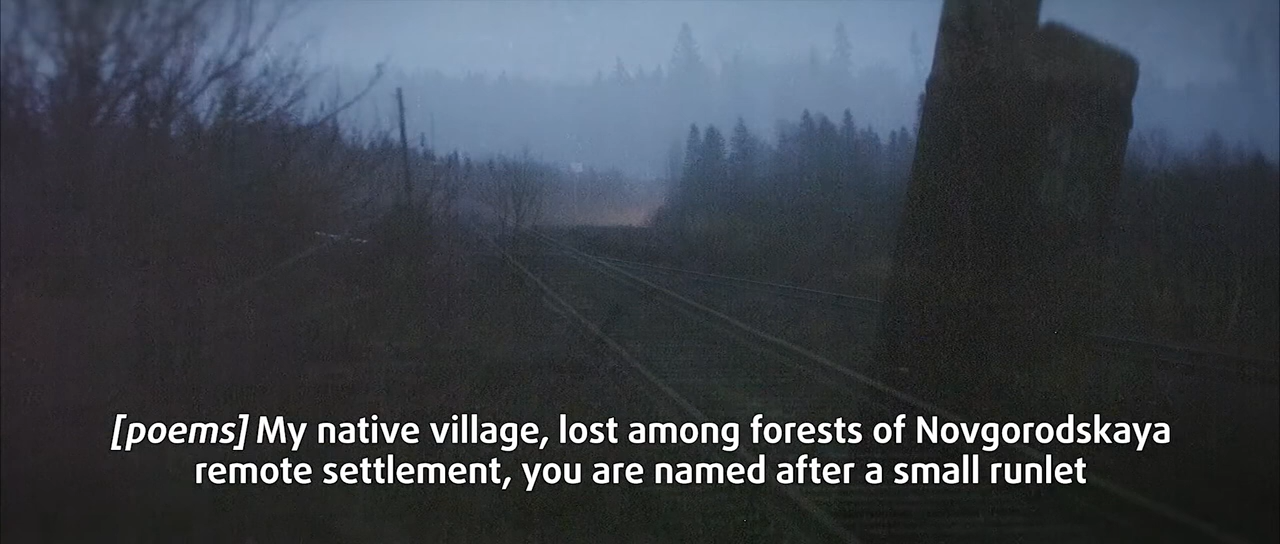 [poems] My native village, lost among forests of Novgorodskaya
remote settlement, you are named after a small runlet